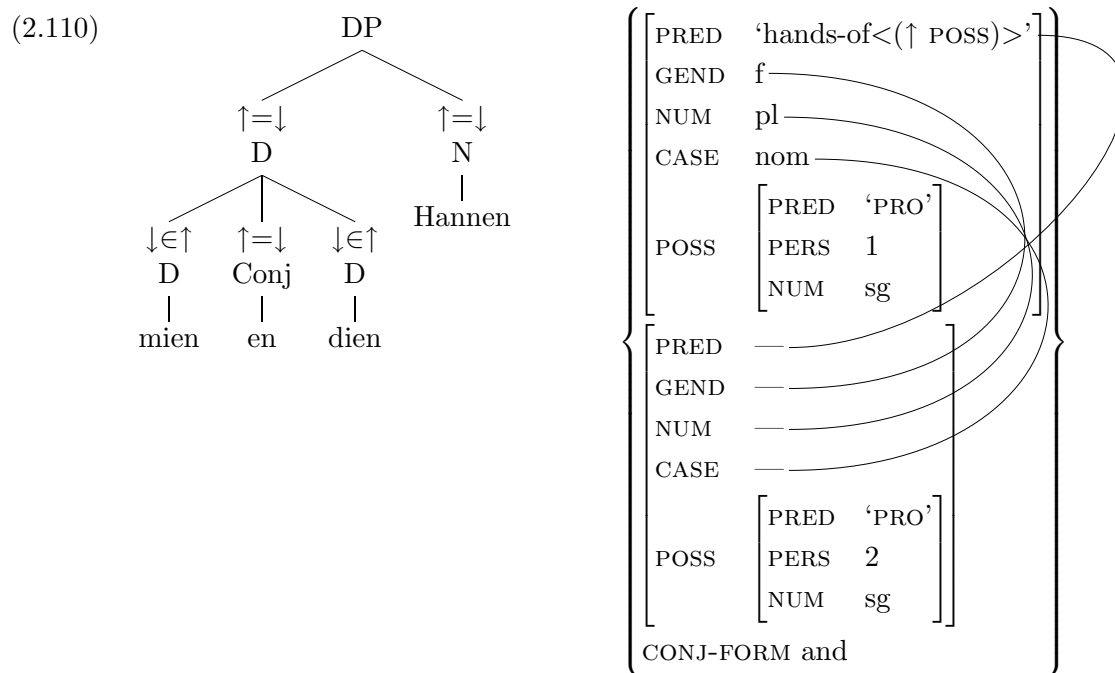 (2.110)
DP
↑=↓ ↑=↓
D N
Hannen
↓∈↑ ↑=↓ ↓∈↑
D Conj D
mien en dien
PRED ‘hands-of<(↑ POSS)>’
GEND f
NUM pl
CASE nom
POSS
PRED ‘PRO’
PERS 1
NUM sg
PRED —
GEND —
NUM —
CASE —
POSS
PRED ‘PRO’
PERS 2
NUM sg
CONJ-FORM and